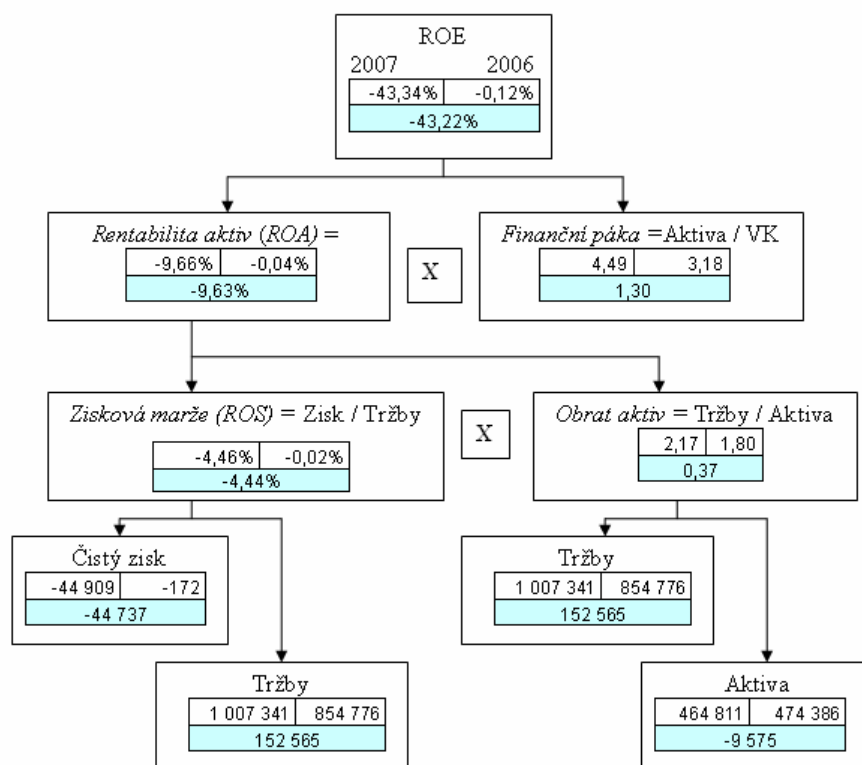 ROE
2007 2006
-43,34% -0,12%
-43,22%
Rentabilita aktiv (ROA) =
-9,66% -0,04%
-9,63%
X
Finanční páka =Aktiva / VK
4,49 3,18
1,30
Zisková marže (ROS) = Zisk / Tržby
-4,46% -0,02%
-4,44%
X
Obrat aktiv = Tržby / Aktiva
2,17 1,80
0,37
Čistý zisk
-44 909 -172
-44 737
Tržby
1 007 341 854 776
152 565
Tržby
1 007 341 854 776
152 565
Aktiva
464 811 474 386
-9 575